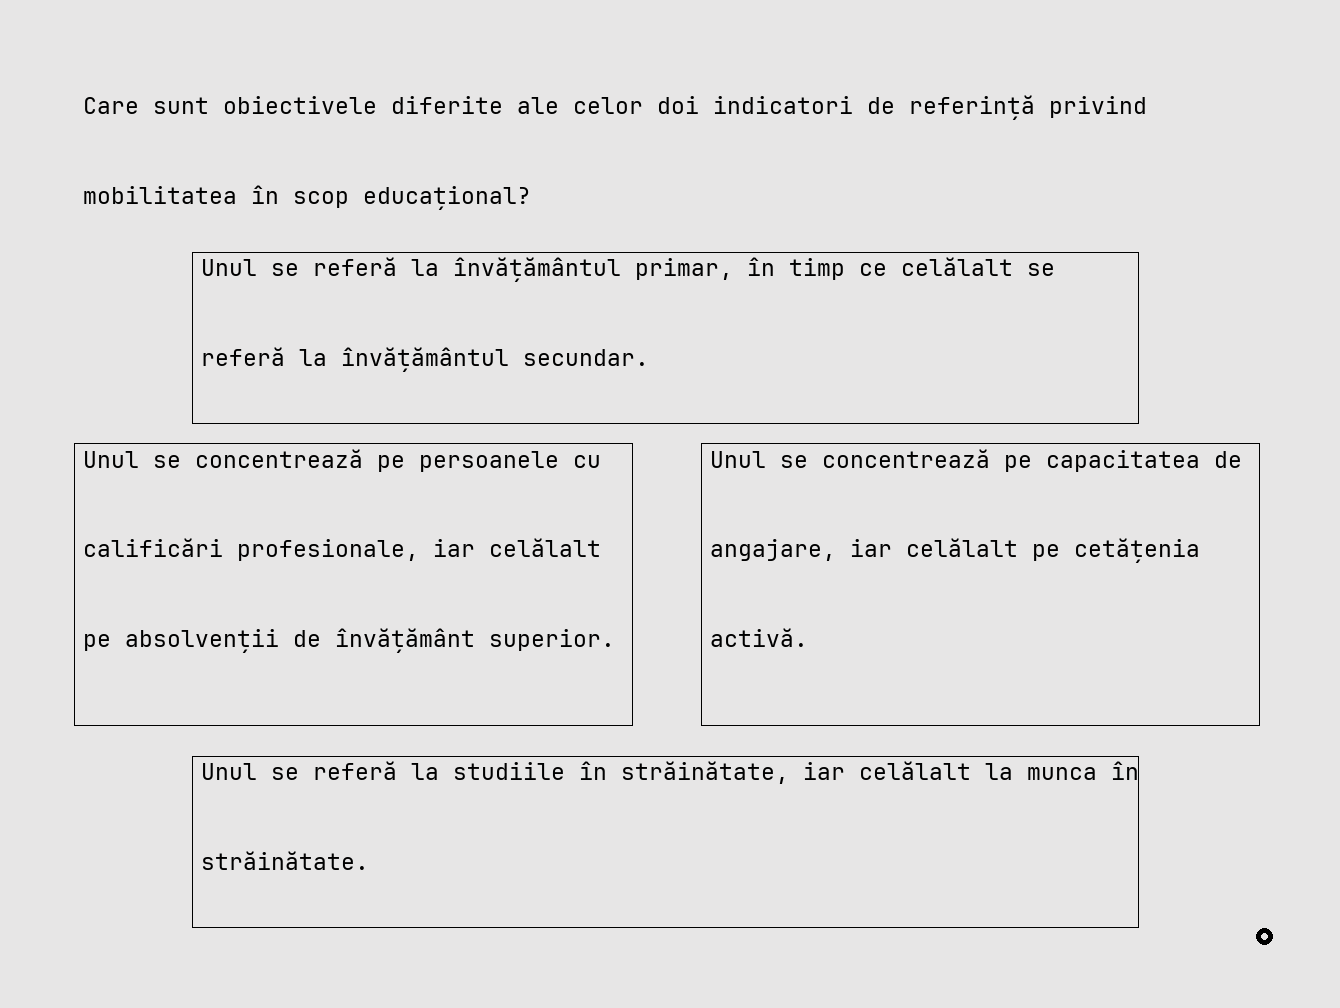 Care sunt obiectivele diferite ale celor doi indicatori de referință privind
mobilitatea în scop educațional?
Unul se referă la învățământul primar, în timp ce celălalt se
referă la învățământul secundar.
Unul se concentrează pe persoanele cu
calificări profesionale, iar celălalt
pe absolvenții de învățământ superior.
Unul se concentrează pe capacitatea de
angajare, iar celălalt pe cetățenia
activă.
Unul se referă la studiile în străinătate, iar celălalt la munca în
străinătate.